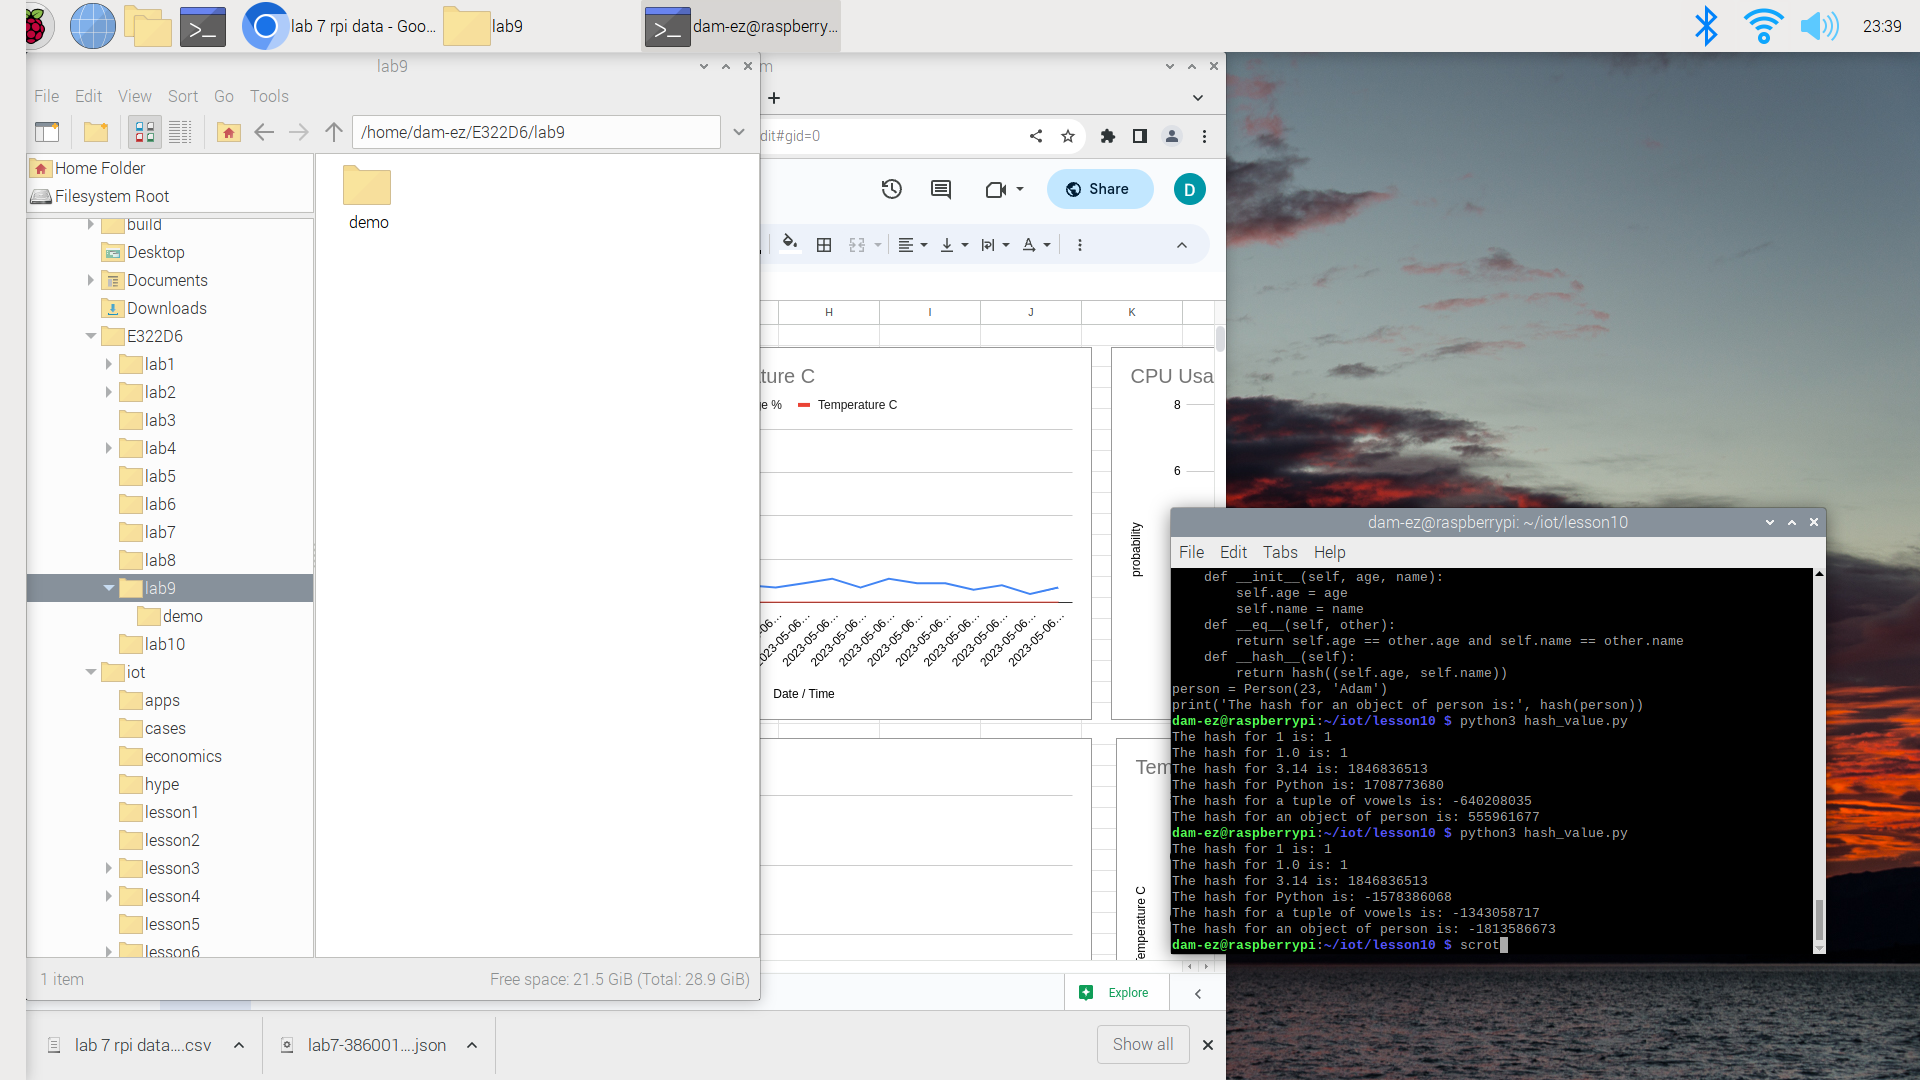 lab 7 rpi data - Goo...
lab9
dam-ez@raspberry...
23:39
lab9
File Edit View Sort Go Tools
/home/dam-ez/E322D6/lab9
Home Folder
Filesystem Root
build
Desktop
Documents
Downloads
E322D6
lab1
lab2
lab3
lab4
lab5
lab6
lab7
lab8
lab9
demo
lab10
iot
apps
cases
economics
hype
lesson1
lesson2
lesson3
lesson4
lesson5
lesson6
demo
1 item
Free space: 21.5 GiB (Total: 28.9 GiB)
m
dit#gid=0
Share
D
H I J K
ture C
ge % Temperature C
2023-05-06...
2023-05-06...
2023-05-06...
2023-05-06...
2023-05-06...
2023-05-06...
2023-05-06...
2023-05-06...
2023-05-06...
Date / Time
CPU Usa
8
6
probability
Tem
emperature C
Explore
lab 7 rpi data....csv
lab7-386001....json
Show all
dam-ez@raspberrypi: ~/iot/lesson10
File Edit Tabs Help
def __init__(self, age, name):
self.age = age
self.name = name
def __eq__(self, other):
return self.age == other.age and self.name == other.name
def __hash__(self):
return hash((self.age, self.name))
person = Person(23, 'Adam')
print('The hash for an object of person is:', hash(person))
dam-ez@raspberrypi:~/iot/lesson10 $ python3 hash_value.py
The hash for 1 is: 1
The hash for 1.0 is: 1
The hash for 3.14 is: 1846836513
The hash for Python is: 1708773680
The hash for a tuple of vowels is: -640208035
The hash for an object of person is: 555961677
dam-ez@raspberrypi:~/iot/lesson10 $ python3 hash_value.py
The hash for 1 is: 1
The hash for 1.0 is: 1
The hash for 3.14 is: 1846836513
The hash for Python is: -1578386068
The hash for a tuple of vowels is: -1343058717
The hash for an object of person is: -1813586673
dam-ez@raspberrypi:~/iot/lesson10 $ scrot